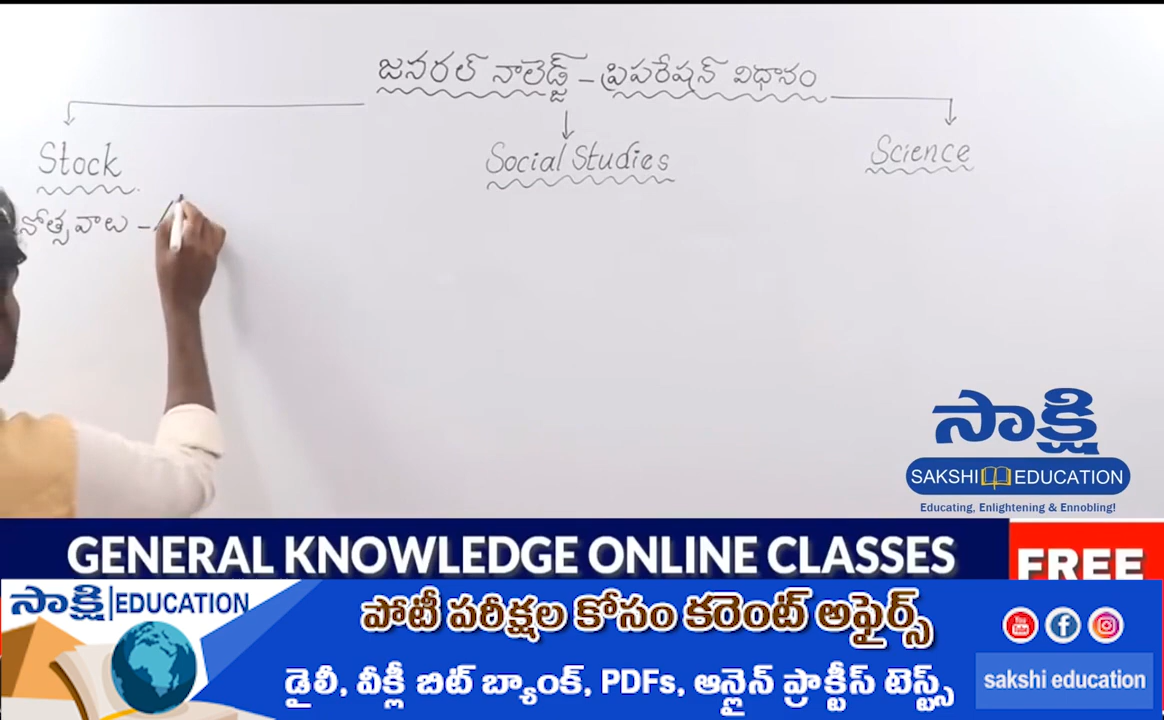 జనరల్ నాలెడ్జ్ – ప్రిపరేషన్ విధానం
Stock
Social Studies
Science
నోత్సవాలు –
సాక్షి
SAKSHI EDUCATION
Educating, Enlightening & Ennobling!
GENERAL KNOWLEDGE ONLINE CLASSES
FREE
సాక్షి EDUCATION
పోటీ పరీక్షల కోసం కరెంట్ అఫైర్స్
డైలీ, వీక్లీ బిట్ బ్యాంక్, PDFs, ఆన్లైన్ ప్రాక్టీస్ టెస్ట్స్
sakshi education